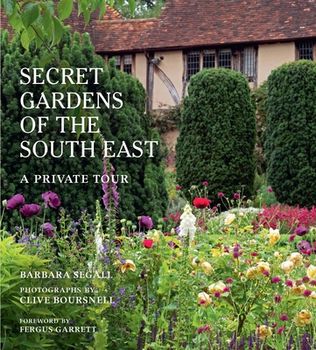 SECRET
GARDENS
OF THE
SOUTH EAST
A PRIVATE TOUR
BARBARA SEGALL
PHOTOGRAPHS BY
CLIVE BOURSNELL
FOREWORD BY
FERGUS GARRETT